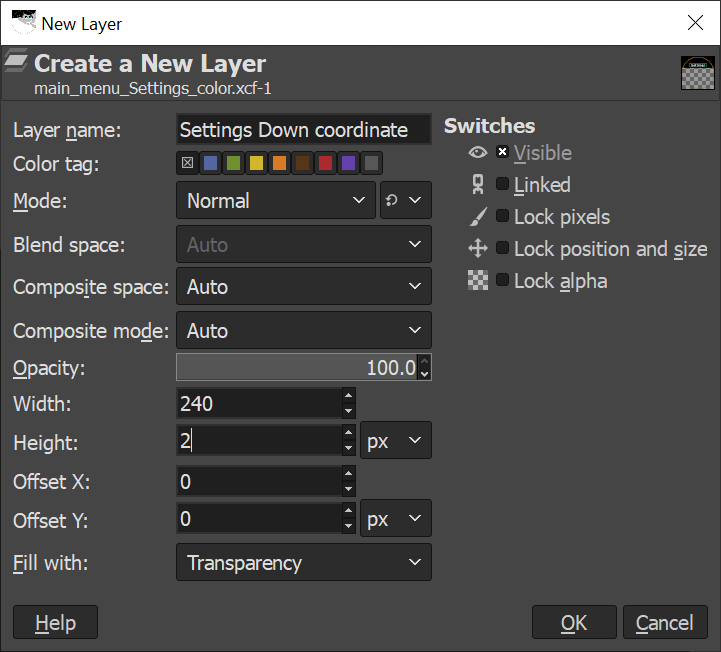 New Layer
Create a New Layer
main_menu_Settings_color.xcf-1
Layer name: Settings Down coordinate
Color tag:
Mode: Normal
Blend space: Auto
Composite space: Auto
Composite mode: Auto
Opacity: 100.0
Width: 240
Height: 2 px
Offset X: 0
Offset Y: 0 px
Fill with: Transparency
Switches
Visible
Linked
Lock pixels
Lock position and size
Lock alpha
Help OK Cancel